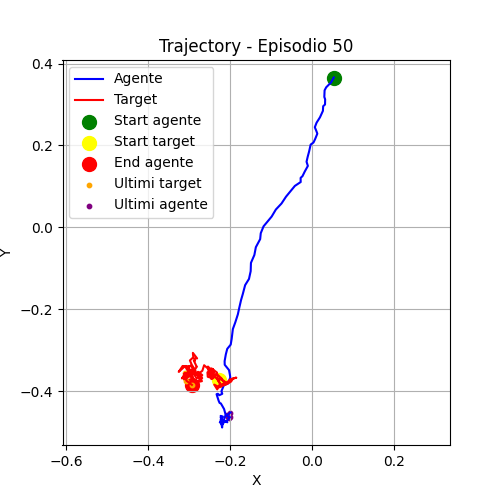 Trajectory - Episodio 50
Agente
Target
Start agente
Start target
End agente
Ultimi target
Ultimi agente
0.4
0.2
0.0
−0.2
−0.4
Y
−0.6
−0.4
−0.2
0.0
0.2
X